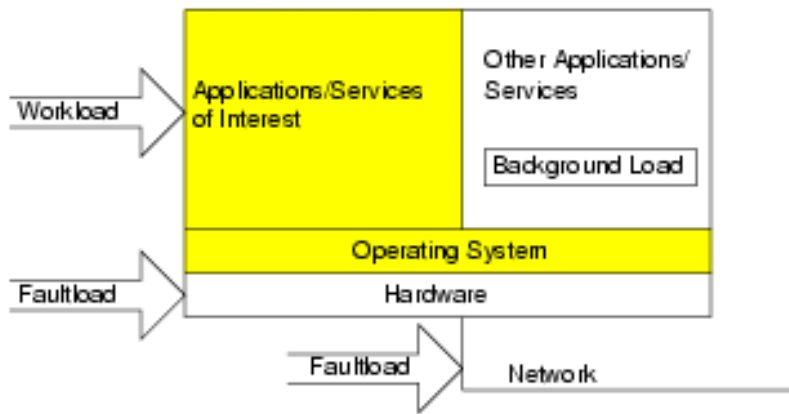 Workload
Applications/Services
of Interest
Other Applications/
Services
Background Load
Operating System
Faultload
Hardware
Faultload
Network